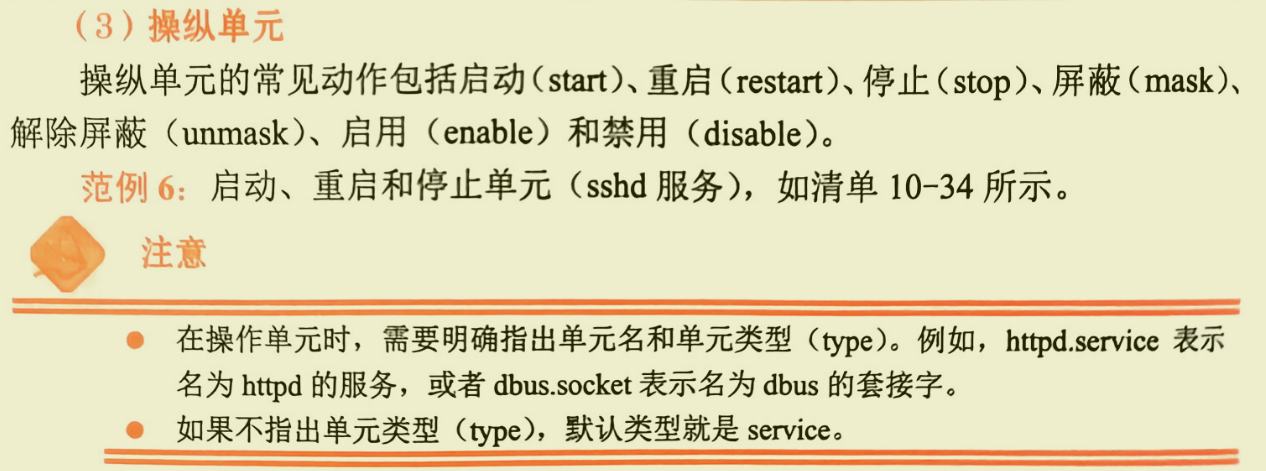 （3）操纵单元
操纵单元的常见动作包括启动（start）、重启（restart）、停止（stop）、屏蔽（mask）、
解除屏蔽（unmask）、启用（enable）和禁用（disable）。
范例 6：启动、重启和停止单元（sshd 服务），如清单 10-34 所示。
注意
● 在操作单元时，需要明确指出单元名和单元类型（type）。例如，httpd.service 表示
名为 httpd 的服务，或者 dbus.socket 表示名为 dbus 的套接字。
● 如果不指出单元类型（type），默认类型就是 service。